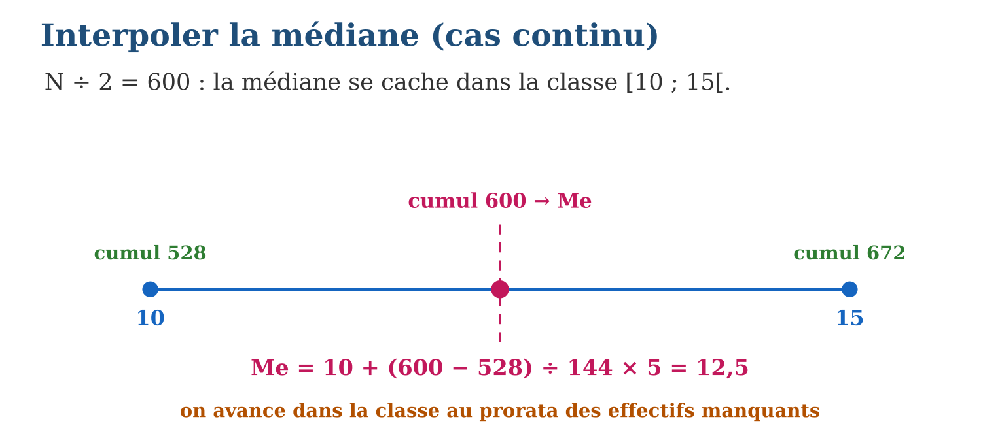 Interpoler la médiane (cas continu)
N ÷ 2 = 600 : la médiane se cache dans la classe [10 ; 15[.
cumul 600 → Me
cumul 528
cumul 672
10
15
Me = 10 + (600 − 528) ÷ 144 × 5 = 12,5
on avance dans la classe au prorata des effectifs manquants